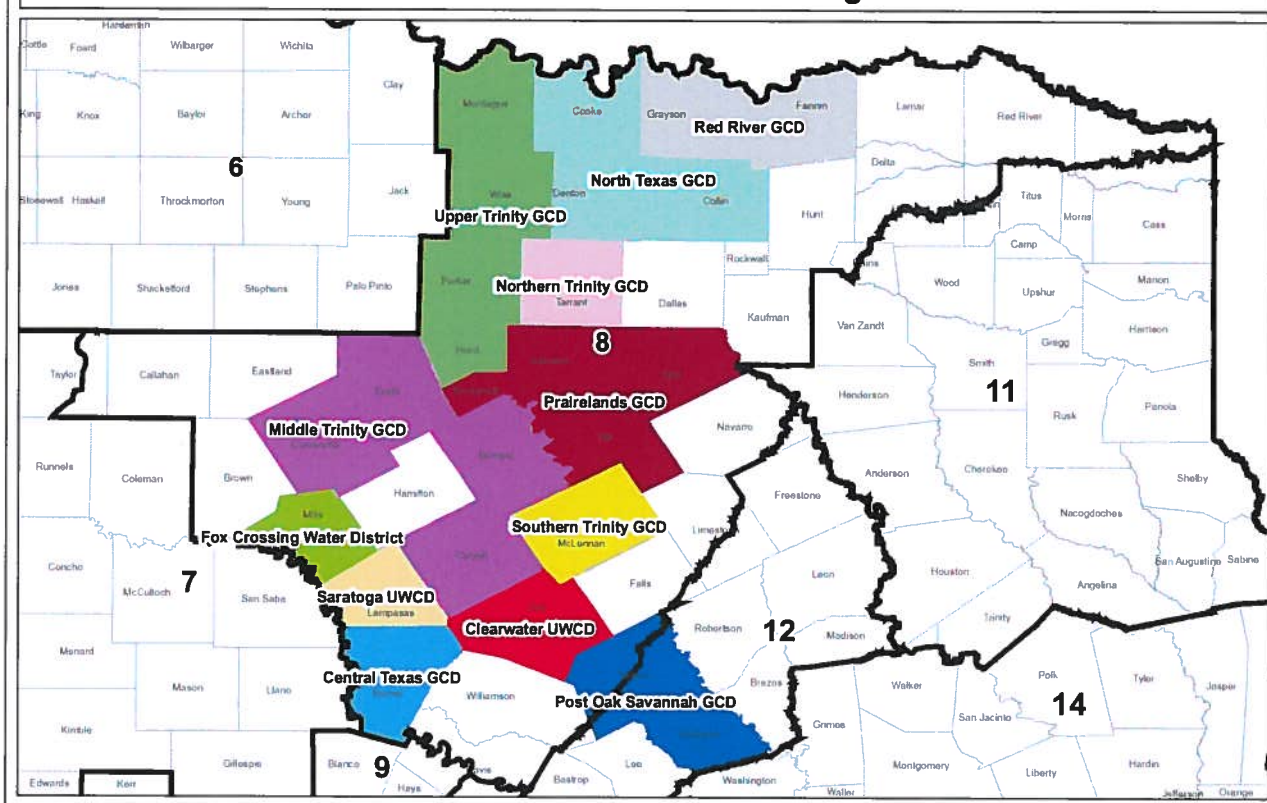 Hardeman
Cottle
Foard
Wilbarger
Wichita
Clay
King
Knox
Baylor
Archer
Montague
Cooke
Grayson
Fannin
Red River GCD
Lamar
Red River
6
Delta
Stonewall
Haskell
Throckmorton
Young
Jack
Wise
Denton
North Texas GCD
Collin
Upper Trinity GCD
Hunt
Titus
Morris
Cass
Camp
Rockwall
Jones
Shackelford
Stephens
Palo Pinto
Parker
Northern Trinity GCD
Tarrant
Dallas
Kaufman
Wood
Upshur
Marion
Van Zandt
Harrison
Gregg
8
Hood
Smith
11
Taylor
Callahan
Eastland
Prairelands GCD
Henderson
Rusk
Panola
Middle Trinity GCD
Navarro
Runnels
Coleman
Brown
Hamilton
Anderson
Cherokee
Shelby
Freestone
Mills
Nacogdoches
Fox Crossing Water District
Southern Trinity GCD
McLennan
Limestone
San Augustine
Sabine
Concho
McCulloch
7
San Saba
Saratoga UWCD
Lampasas
Falls
Leon
Houston
Angelina
Trinity
Clearwater UWCD
Robertson
12
Madison
Menard
Mason
Llano
Central Texas GCD
Williamson
Post Oak Savannah GCD
Brazos
Walker
Polk
Tyler
Jasper
Grimes
San Jacinto
14
Kimble
Gillespie
Blanco
9
Hays
Travis
Bastrop
Lee
Washington
Montgomery
Liberty
Hardin
Edwards
Kerr
Waller
Jefferson
Orange